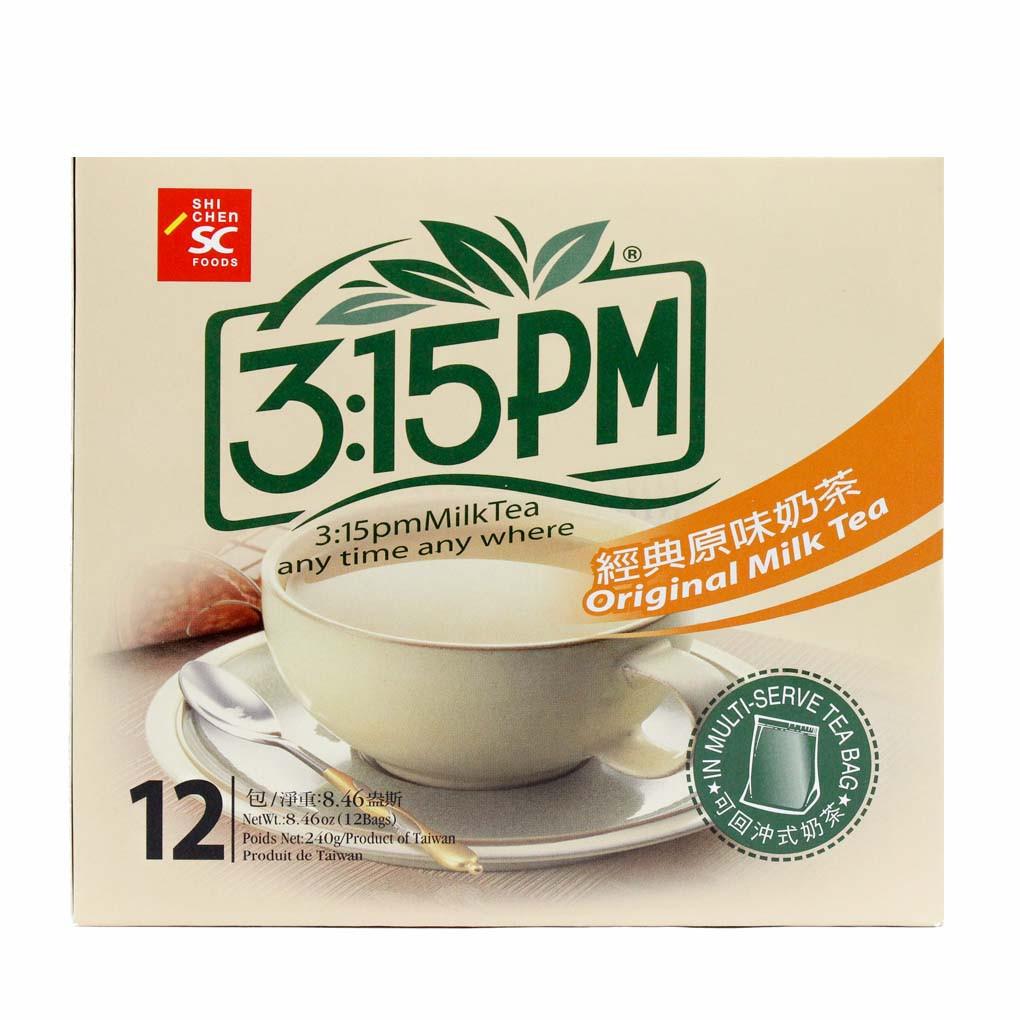 SHI
CHEN
SC
FOODS
®
3:15PM
3:15pmMilkTea
any time any where
經典原味奶茶
Original Milk Tea
★IN MULTI-SERVE TEA BAG★
可回沖式奶茶
12
包/淨重:8.46盎斯
NetWt.:8.46oz(12Bags)
Poids Net:240g/Product of Taiwan
Produit de Taiwan